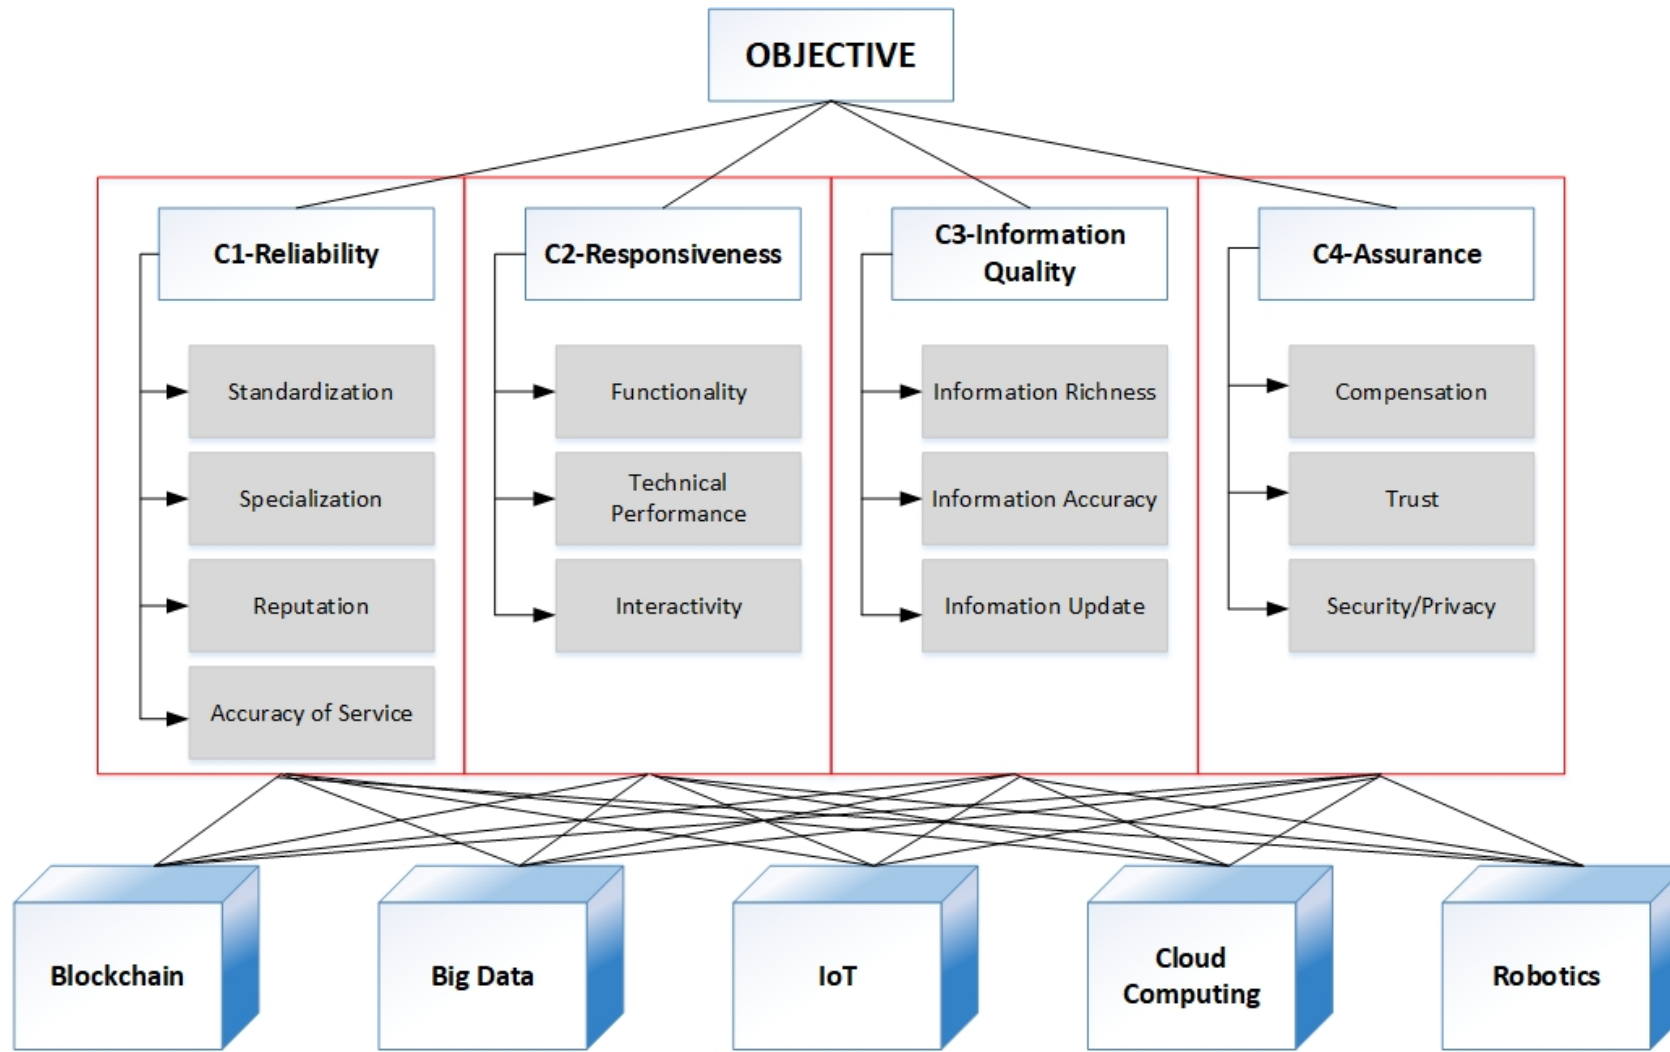 OBJECTIVE
C1-Reliability
Standardization
Specialization
Reputation
Accuracy of Service
C2-Responsiveness
Functionality
Technical
Performance
Interactivity
C3-Information
Quality
Information Richness
Information Accuracy
Infomation Update
C4-Assurance
Compensation
Trust
Security/Privacy
Blockchain
Big Data
IoT
Cloud
Computing
Robotics